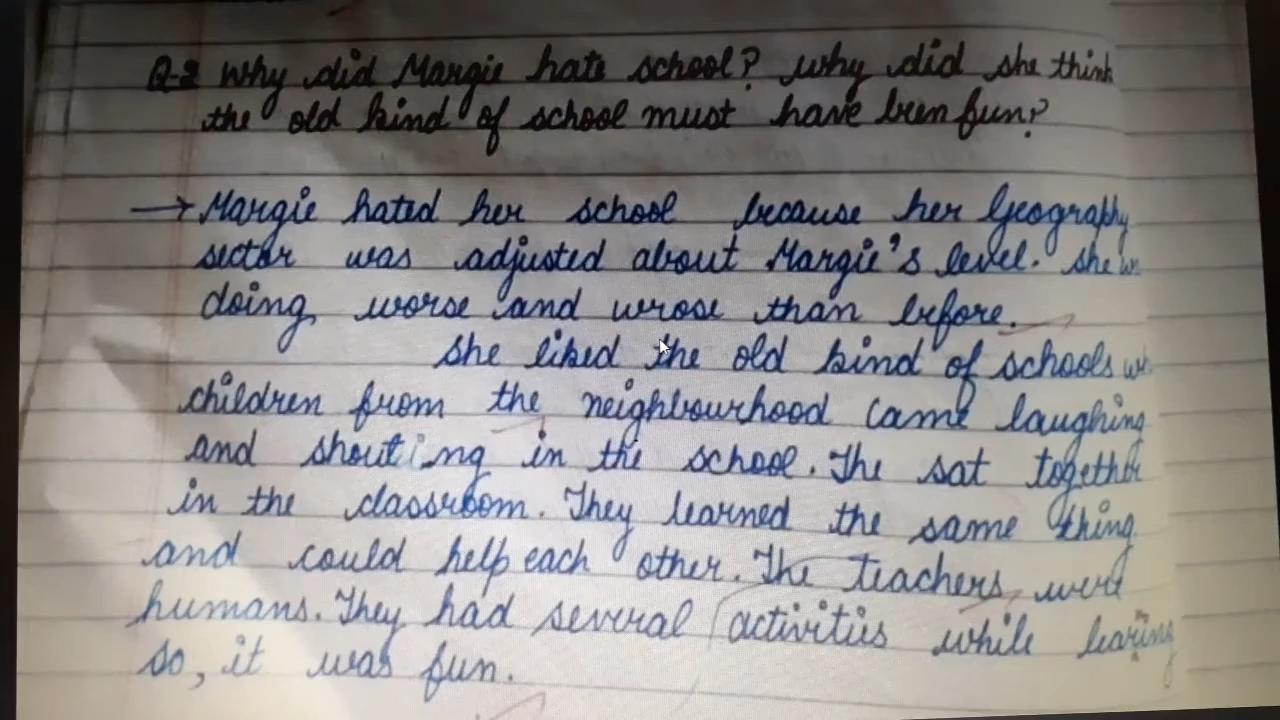 Q-2 Why did Margie hate school? why did she think
the old kind of school must have been fun?
→ Margie hated her school because her Geography
sector was adjusted about Margie's level. she
doing worse and wrose than before.
She liked the old kind of schools
children from the neighbourhood came laughing
and shouting in the school. The sat together
in the classroom. They learned the same thing
and could help each other. The teachers were
humans. They had several activities while learing
so, it was fun.